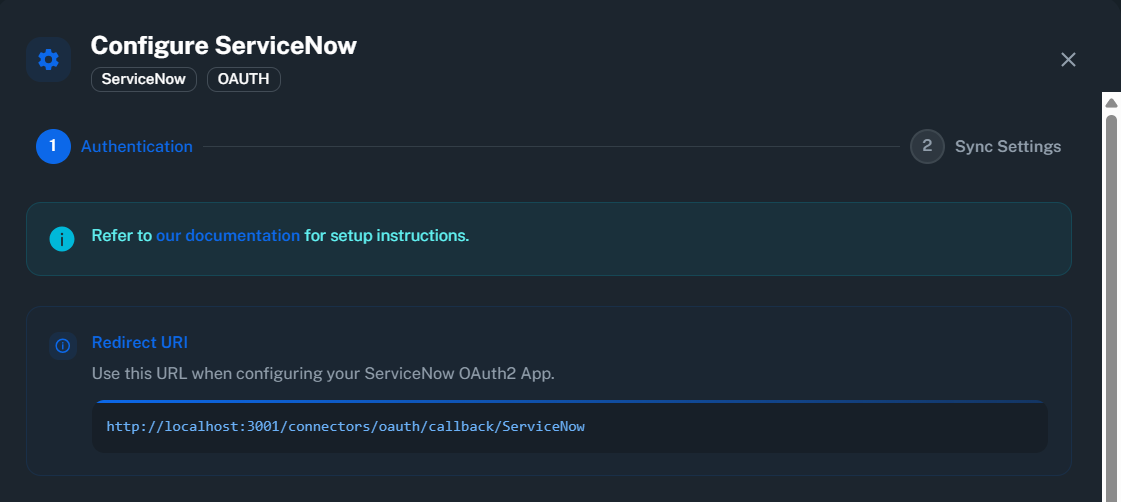 Configure ServiceNow
ServiceNow OAUTH
1 Authentication 2 Sync Settings
Refer to our documentation for setup instructions.
Redirect URI
Use this URL when configuring your ServiceNow OAuth2 App.
http://localhost:3001/connectors/oauth/callback/ServiceNow